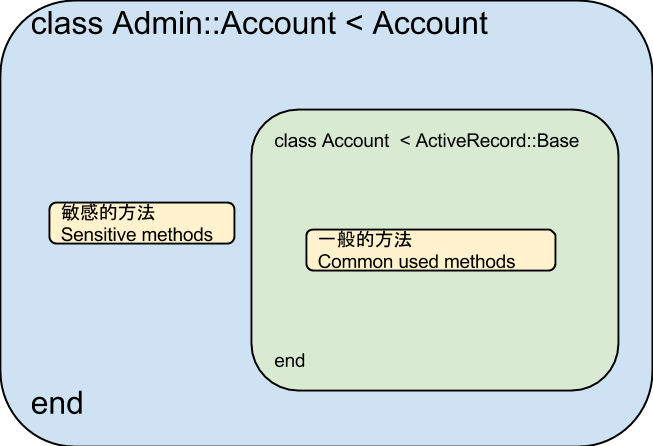 class Admin::Account < Account
class Account < ActiveRecord::Base
敏感的方法
Sensitive methods
一般的方法
Common used methods
end
end